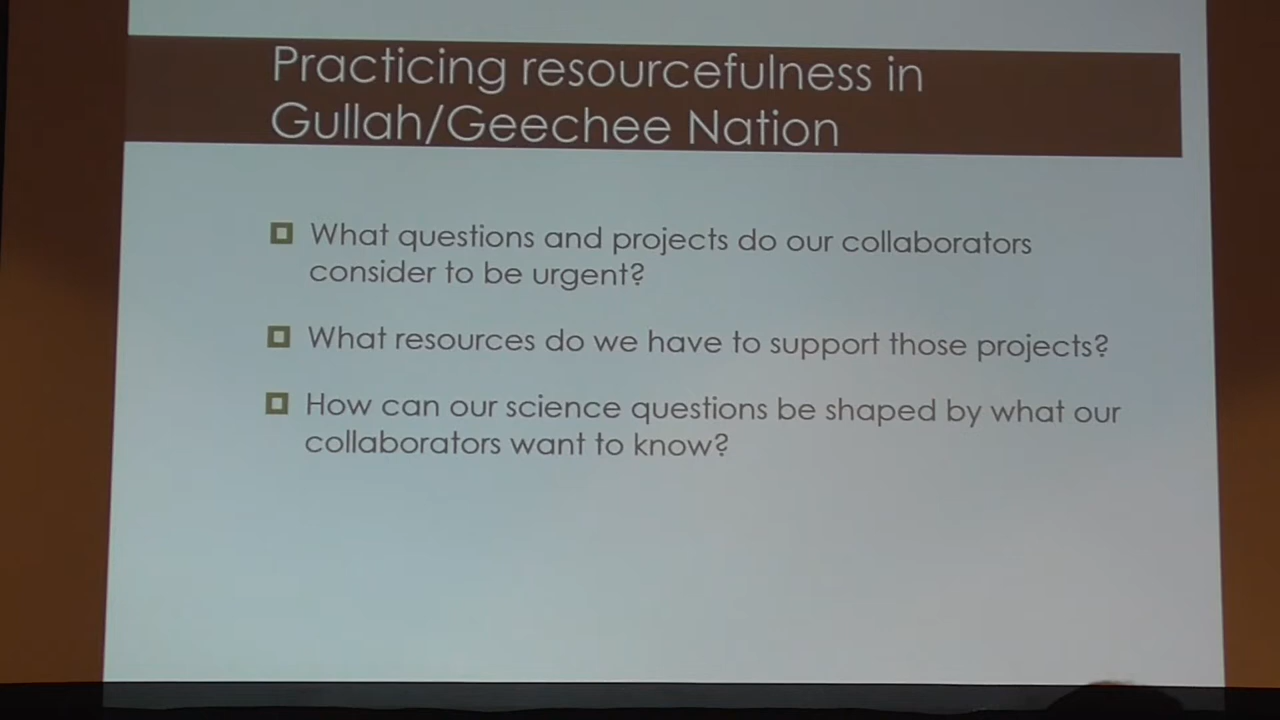 Practicing resourcefulness in
Gullah/Geechee Nation
What questions and projects do our collaborators
consider to be urgent?
What resources do we have to support those projects?
How can our science questions be shaped by what our
collaborators want to know?